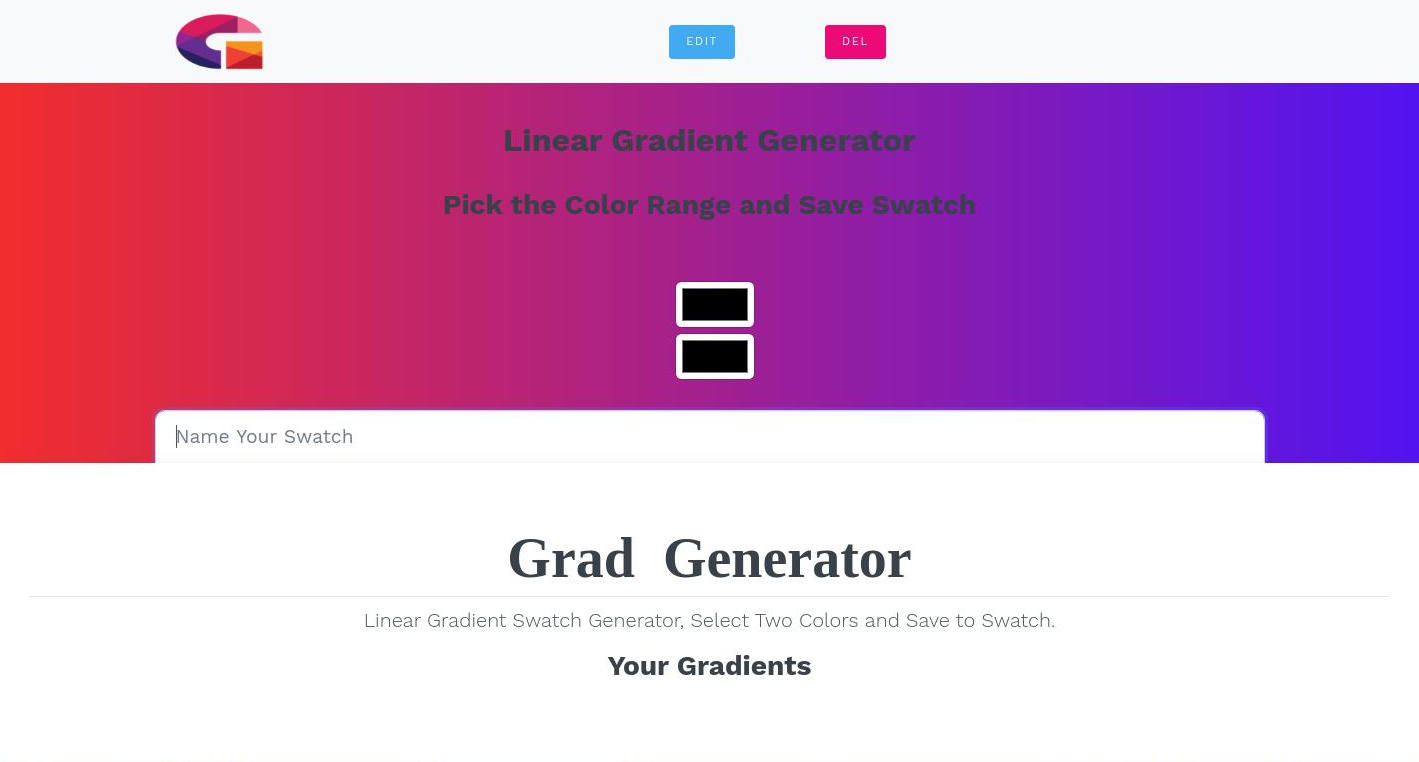 EDIT DEL
Linear Gradient Generator
Pick the Color Range and Save Swatch
Name Your Swatch
Grad Generator
Linear Gradient Swatch Generator, Select Two Colors and Save to Swatch.
Your Gradients